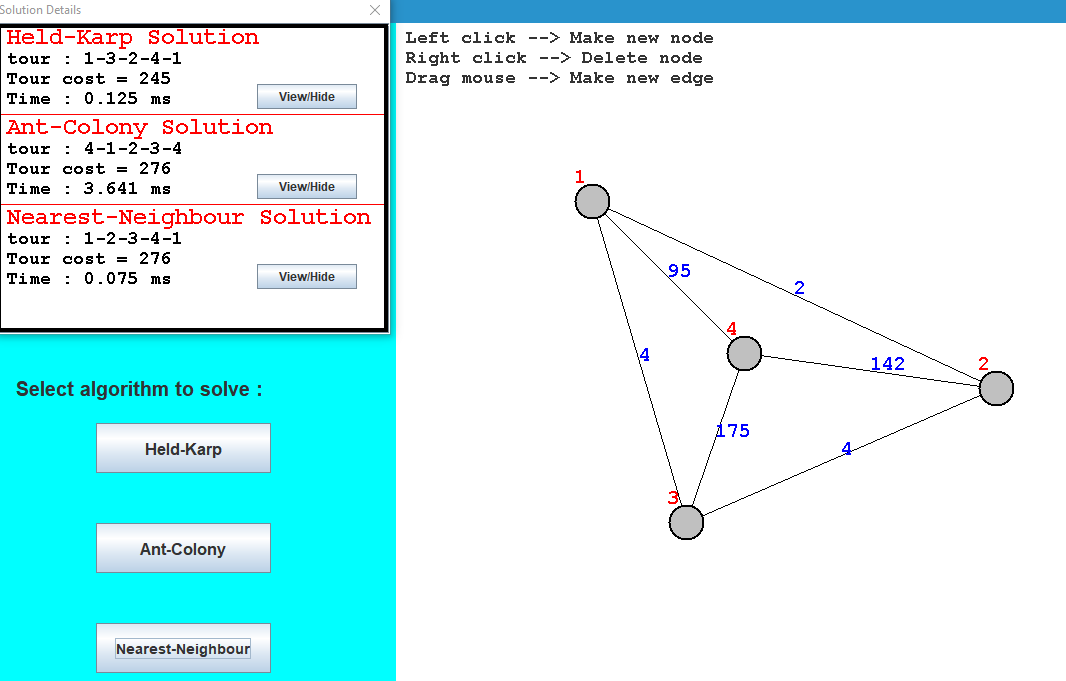 Solution Details
Held-Karp Solution
tour : 1-3-2-4-1
Tour cost = 245
Time : 0.125 ms
View/Hide
Ant-Colony Solution
tour : 4-1-2-3-4
Tour cost = 276
Time : 3.641 ms
View/Hide
Nearest-Neighbour Solution
tour : 1-2-3-4-1
Tour cost = 276
Time : 0.075 ms
View/Hide
Select algorithm to solve :
Held-Karp
Ant-Colony
Nearest-Neighbour
Left click --> Make new node
Right click --> Delete node
Drag mouse --> Make new edge
1
95
2
4
4
142
2
175
4
3